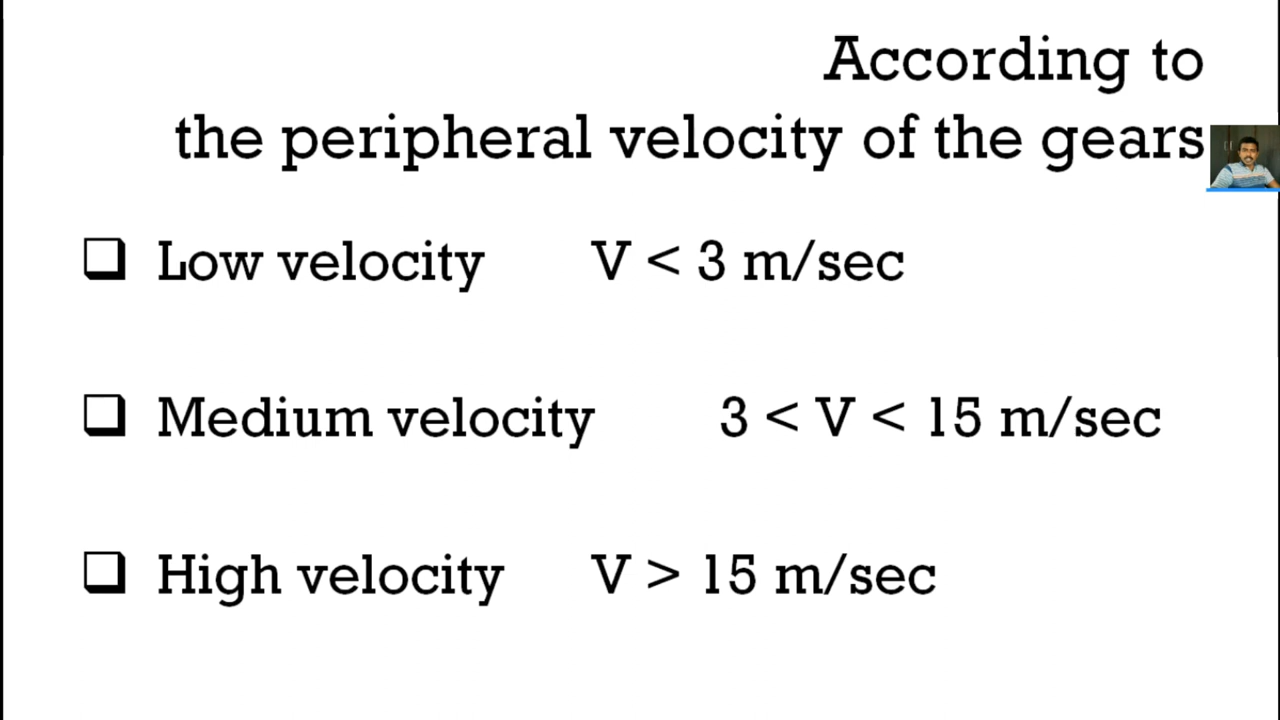 According to
the peripheral velocity of the gears
Low velocity V < 3 m/sec
Medium velocity 3 < V < 15 m/sec
High velocity V > 15 m/sec